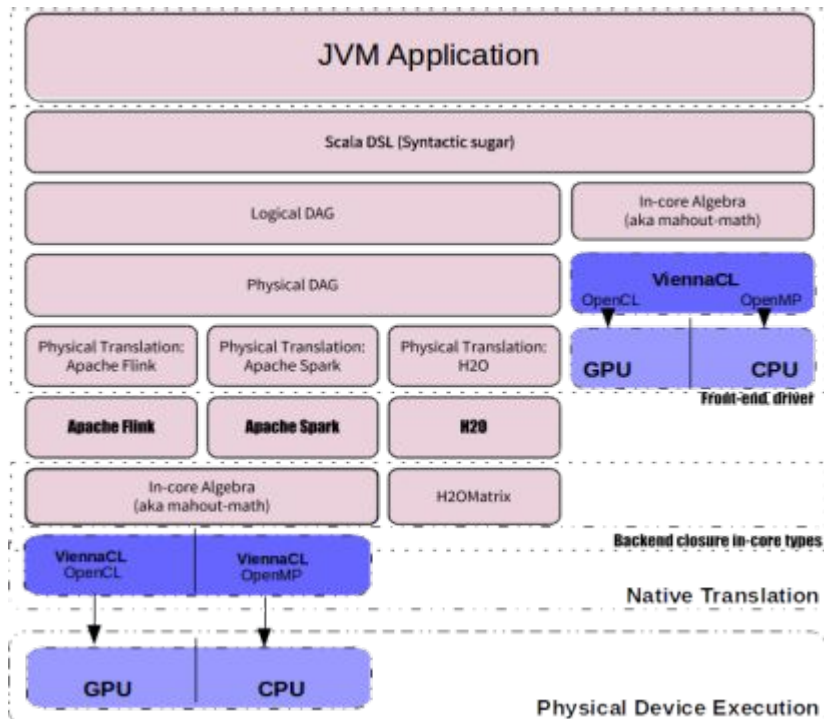 JVM Application
Scala DSL (Syntactic sugar)
Logical DAG
In-core Algebra
(aka mahout-math)
Physical DAG
ViennaCL
OpenCL
OpenMP
Physical Translation:
Apache Flink
Physical Translation:
Apache Spark
Physical Translation:
H2O
GPU
CPU
Front-end, driver
Apache Flink
Apache Spark
H2O
In-core Algebra
(aka mahout-math)
H2OMatrix
Backend closure in-core types
ViennaCL
OpenCL
ViennaCL
OpenMP
Native Translation
GPU
CPU
Physical Device Execution